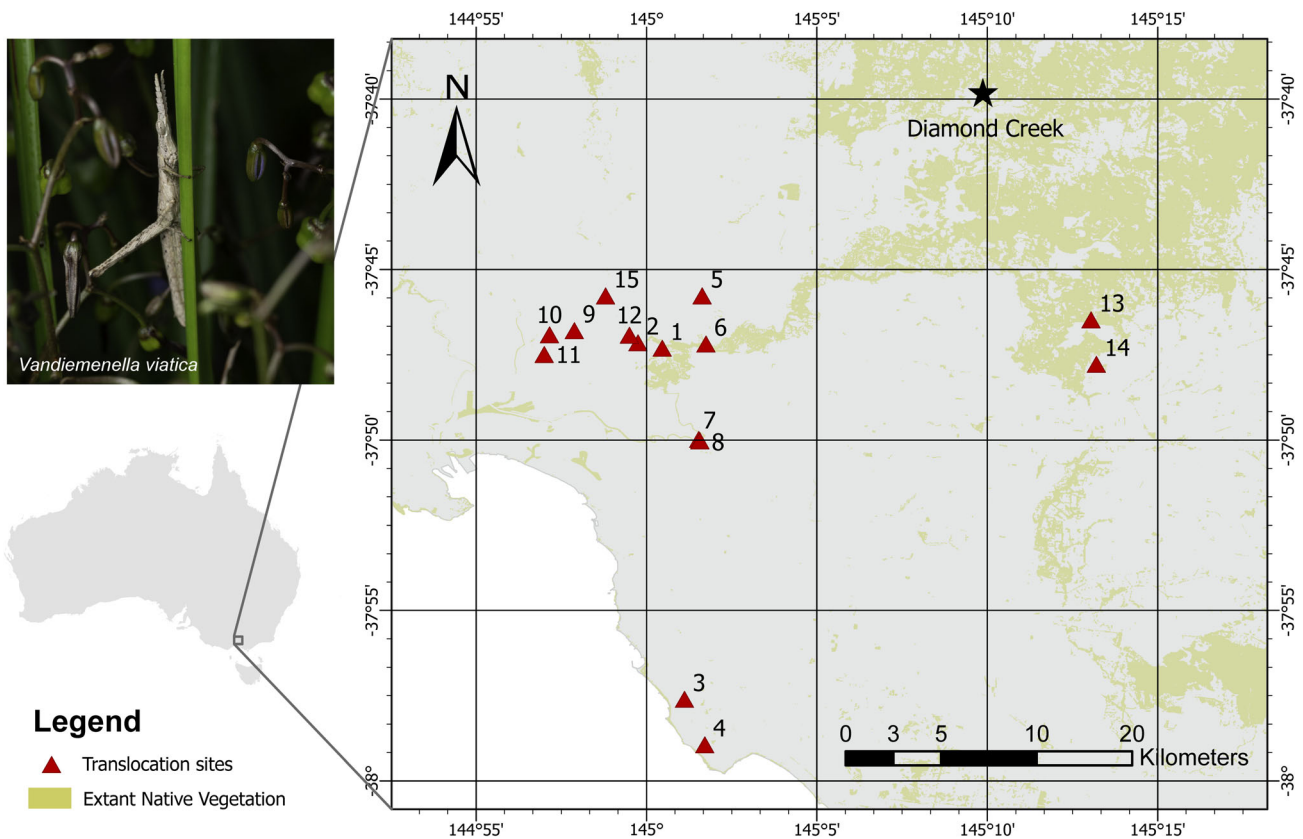 144°55' 145° 145°5' 145°10' 145°15'
-37°40' -37°40'
N
Diamond Creek
Vandiemenella viatica
-37°45' -37°45'
15 5
10 9 12 2 1 6
11
13
14
7
8
-37°50' -37°50'
-37°55' -37°55'
3
4
0 3 5 10 20
Kilometers
-38° -38°
144°55' 145° 145°5' 145°10' 145°15'
Legend
Translocation sites
Extant Native Vegetation